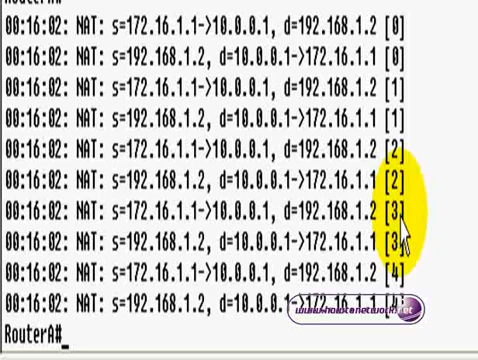 00:16:02: NAT: s=172.16.1.1->10.0.0.1, d=192.168.1.2 [0]
00:16:02: NAT: s=192.168.1.2, d=10.0.0.1->172.16.1.1 [0]
00:16:02: NAT: s=172.16.1.1->10.0.0.1, d=192.168.1.2 [1]
00:16:02: NAT: s=192.168.1.2, d=10.0.0.1->172.16.1.1 [1]
00:16:02: NAT: s=172.16.1.1->10.0.0.1, d=192.168.1.2 [2]
00:16:02: NAT: s=192.168.1.2, d=10.0.0.1->172.16.1.1 [2]
00:16:02: NAT: s=172.16.1.1->10.0.0.1, d=192.168.1.2 [3]
00:16:02: NAT: s=192.168.1.2, d=10.0.0.1->172.16.1.1 [3]
00:16:02: NAT: s=172.16.1.1->10.0.0.1, d=192.168.1.2 [4]
00:16:02: NAT: s=192.168.1.2, d=10.0.0.1->172.16.1.1 [4]
www.howtonetwork.net
RouterA#_